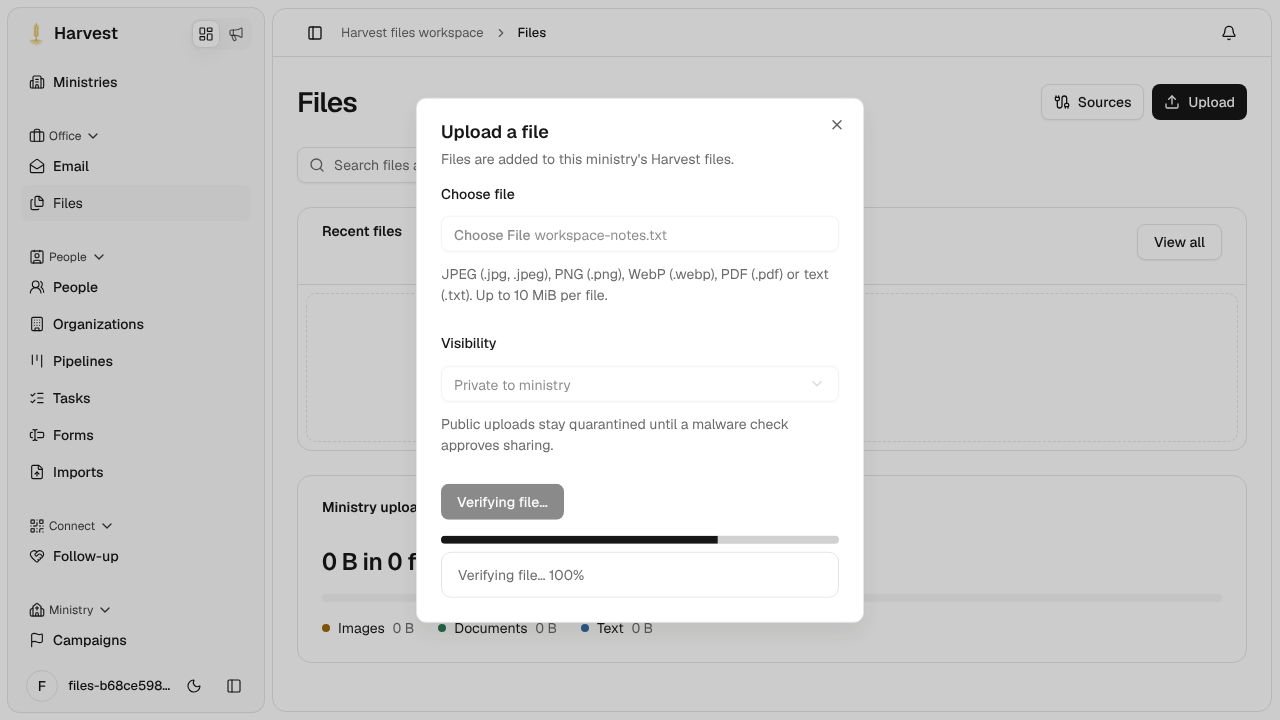 Harvest
Ministries
Office
Email
Files
People
People
Organizations
Pipelines
Tasks
Forms
Imports
Connect
Follow-up
Ministry
Campaigns
F files-b68ce598...
Harvest files workspace > Files
Files
Sources
Upload
Search files a
Recent files
View all
Ministry uploa
0 B in 0 f
Images 0 B Documents 0 B Text 0 B
Upload a file
Files are added to this ministry's Harvest files.
Choose file
Choose File workspace-notes.txt
JPEG (.jpg, .jpeg), PNG (.png), WebP (.webp), PDF (.pdf) or text
(.txt). Up to 10 MiB per file.
Visibility
Private to ministry
Public uploads stay quarantined until a malware check
approves sharing.
Verifying file...
Verifying file... 100%